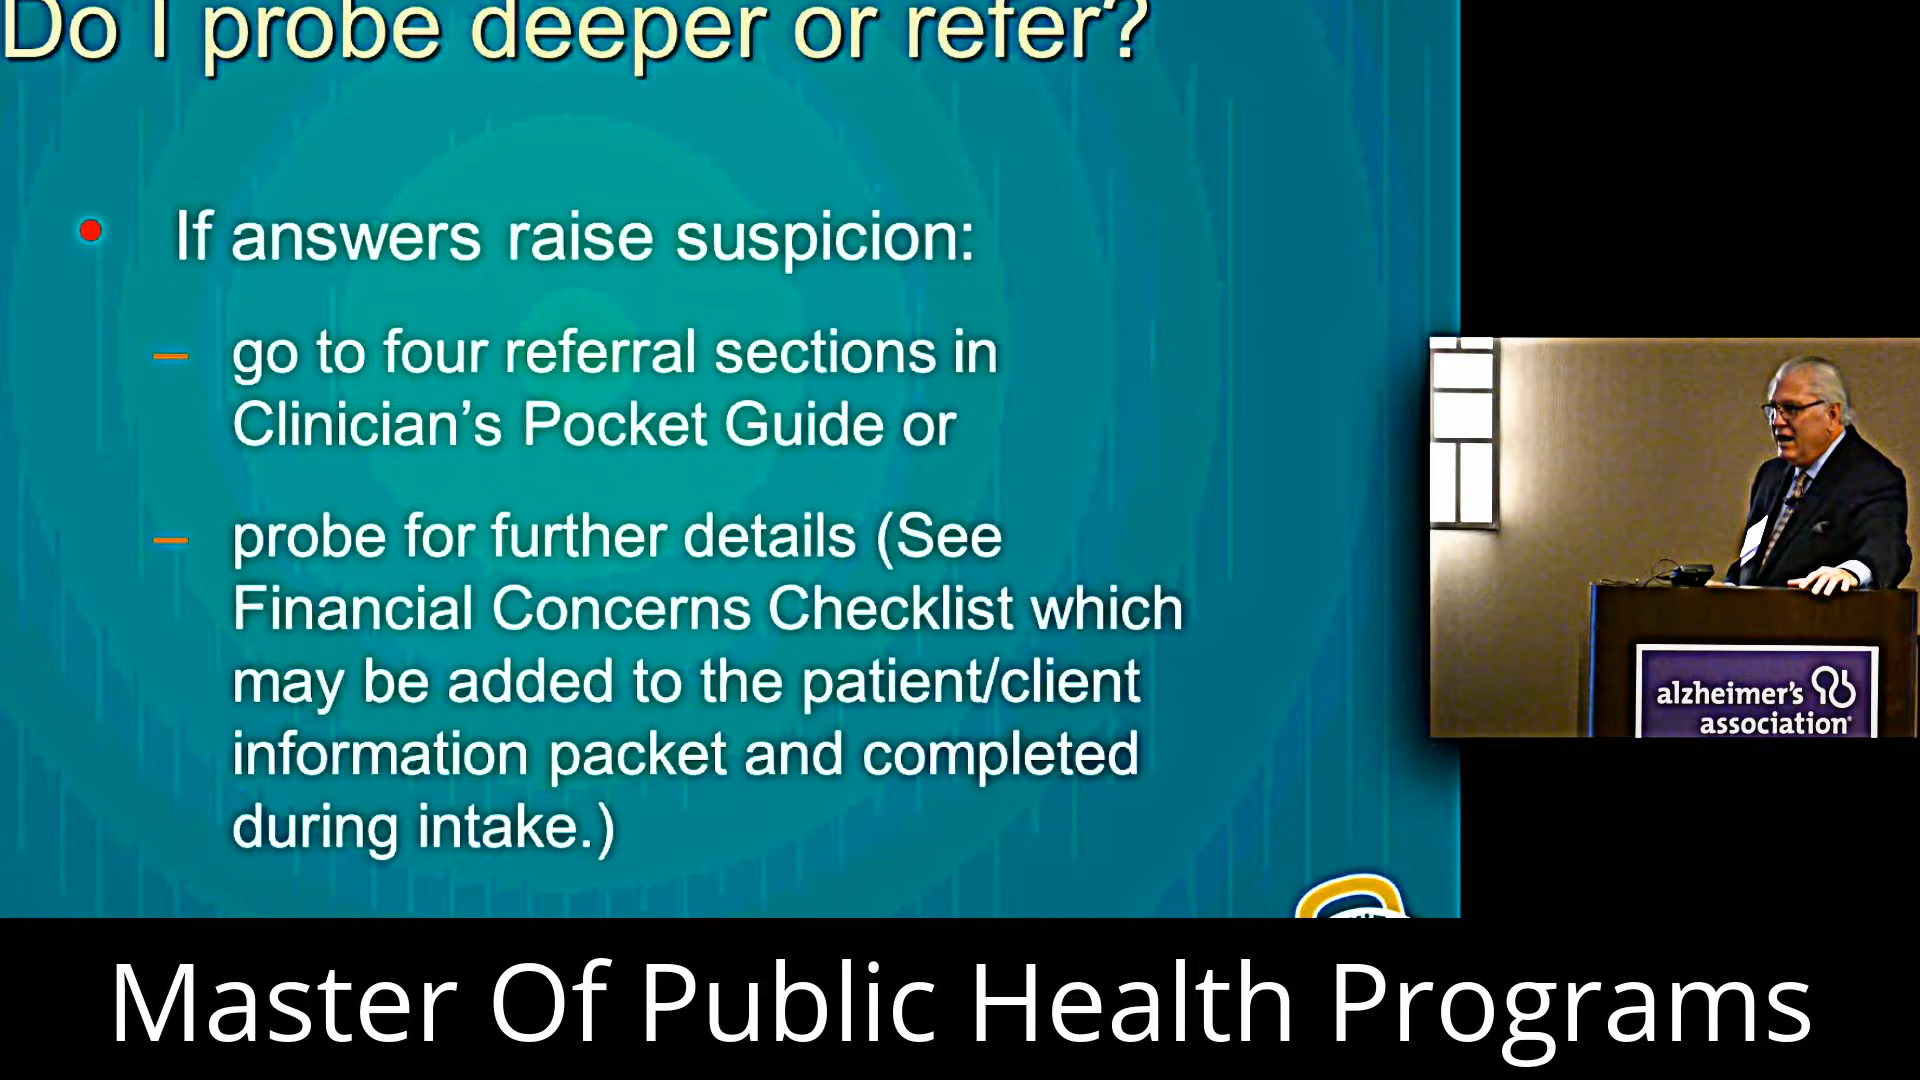 Do I probe deeper or refer?
• If answers raise suspicion:
– go to four referral sections in
Clinician’s Pocket Guide or
– probe for further details (See
Financial Concerns Checklist which
may be added to the patient/client
information packet and completed
during intake.)
alzheimer's
association
Master Of Public Health Programs